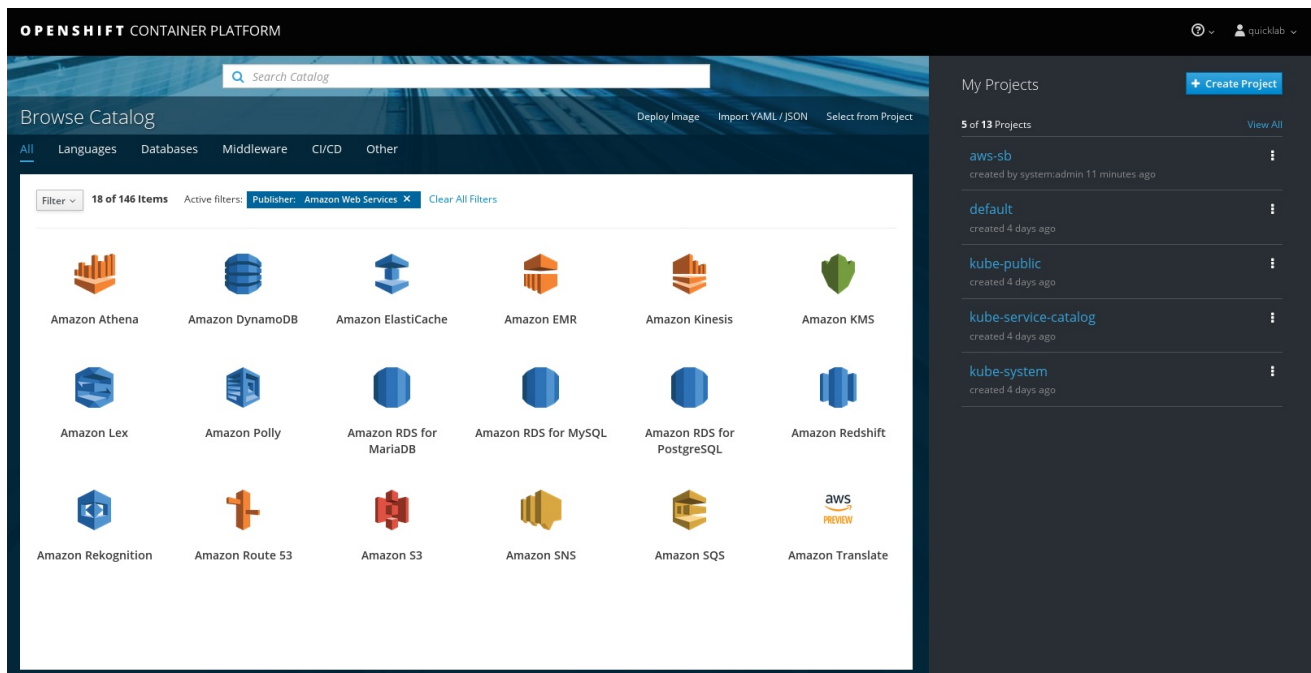 OPENSHIFT CONTAINER PLATFORM
quicklab
Search Catalog
Browse Catalog
Deploy Image Import YAML / JSON Select from Project
All Languages Databases Middleware CI/CD Other
Filter 18 of 146 Items Active filters: Publisher: Amazon Web Services × Clear All Filters
Amazon Athena Amazon DynamoDB Amazon ElastiCache Amazon EMR Amazon Kinesis Amazon KMS
Amazon Lex Amazon Polly Amazon RDS for Amazon RDS for MySQL Amazon RDS for Amazon Redshift
MariaDB PostgreSQL
aws
PREVIEW
Amazon Rekognition Amazon Route 53 Amazon S3 Amazon SNS Amazon SQS Amazon Translate
My Projects + Create Project
5 of 13 Projects View All
aws-sb
created by system:admin 11 minutes ago
default
created 4 days ago
kube-public
created 4 days ago
kube-service-catalog
created 4 days ago
kube-system
created 4 days ago